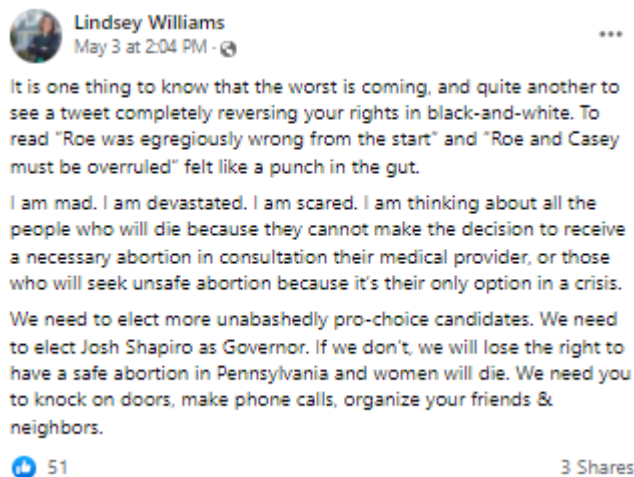 Lindsey Williams
May 3 at 2:04 PM ·
It is one thing to know that the worst is coming, and quite another to
see a tweet completely reversing your rights in black-and-white. To
read "Roe was egregiously wrong from the start" and "Roe and Casey
must be overruled" felt like a punch in the gut.
I am mad. I am devastated. I am scared. I am thinking about all the
people who will die because they cannot make the decision to receive
a necessary abortion in consultation their medical provider, or those
who will seek unsafe abortion because it's their only option in a crisis.
We need to elect more unabashedly pro-choice candidates. We need
to elect Josh Shapiro as Governor. If we don't, we will lose the right to
have a safe abortion in Pennsylvania and women will die. We need you
to knock on doors, make phone calls, organize your friends &
neighbors.
51
3 Shares